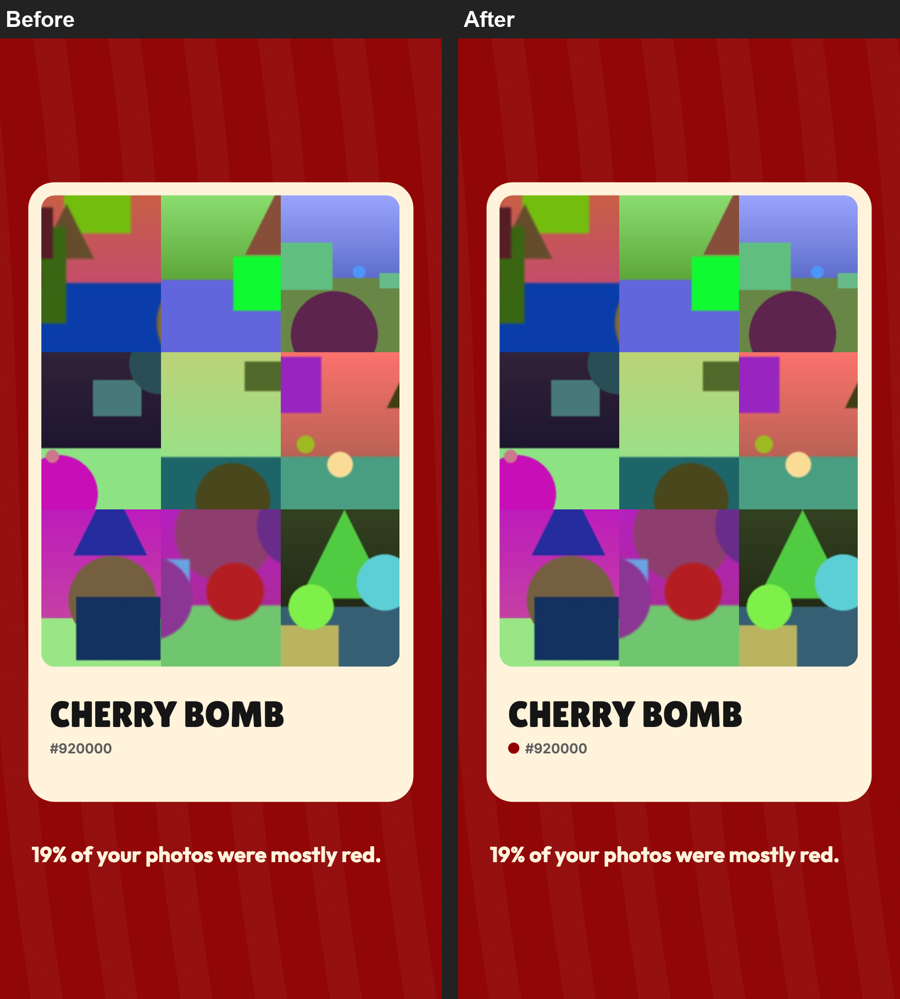 Before
After
CHERRY BOMB
#920000
19% of your photos were mostly red.
CHERRY BOMB
#920000
19% of your photos were mostly red.